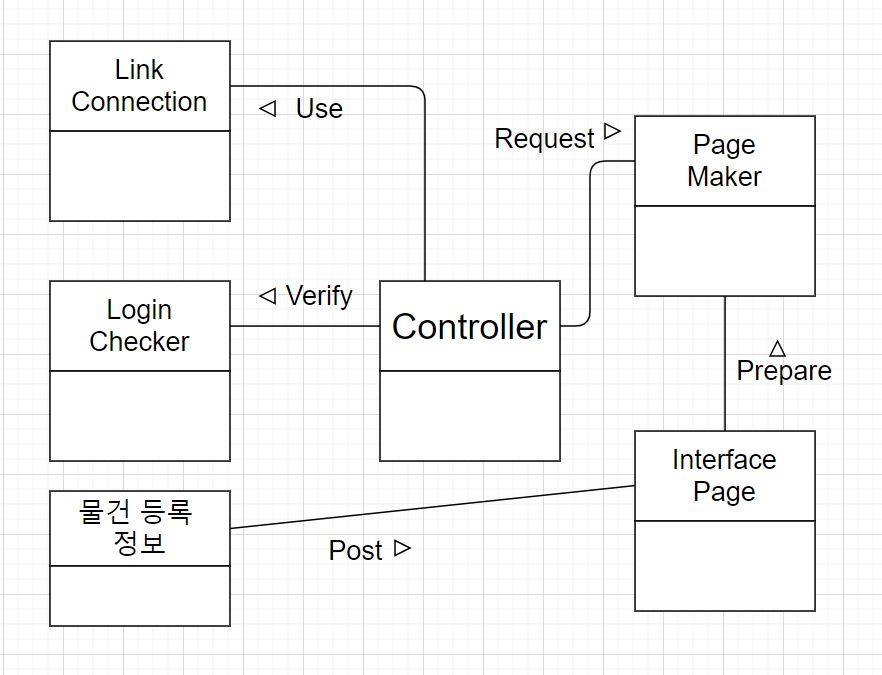 Link
Connection
◁ Use
Request ▷
Page
Maker
Login
Checker
◁ Verify
Controller
△
Prepare
Interface
Page
물건 등록
정보
Post ▷